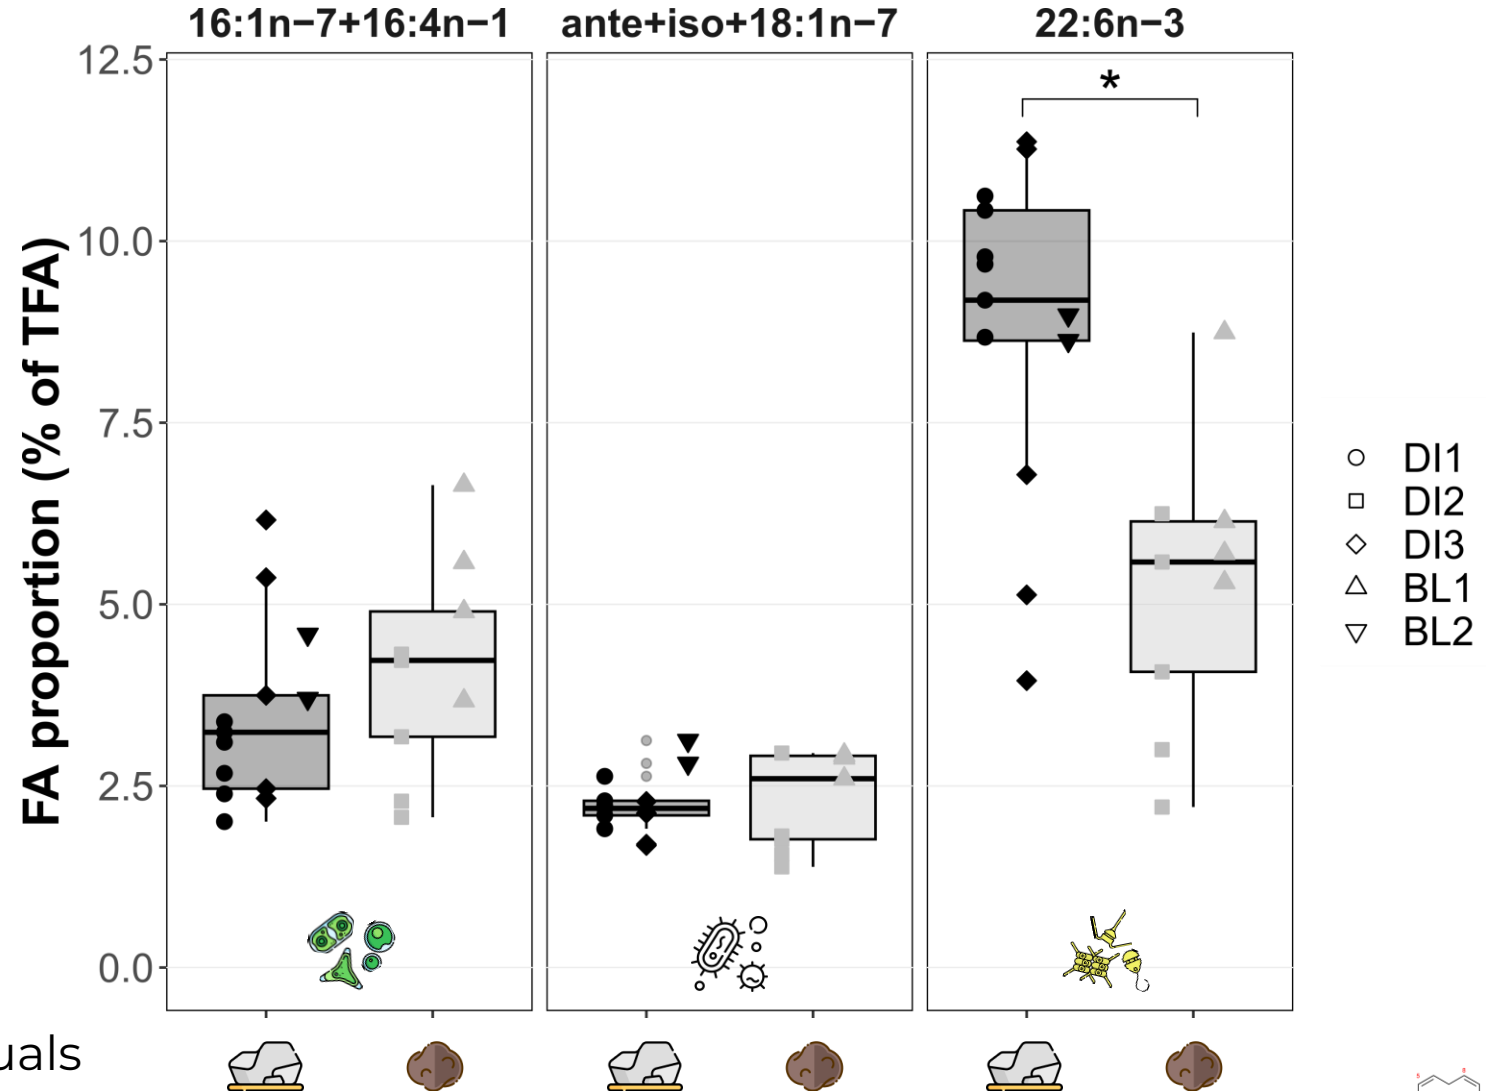 16:1n−7+16:4n−1
ante+iso+18:1n−7
22:6n−3
FA proportion (% of TFA)
12.5
10.0
7.5
5.0
2.5
0.0
*
DI1
DI2
DI3
BL1
BL2
uals